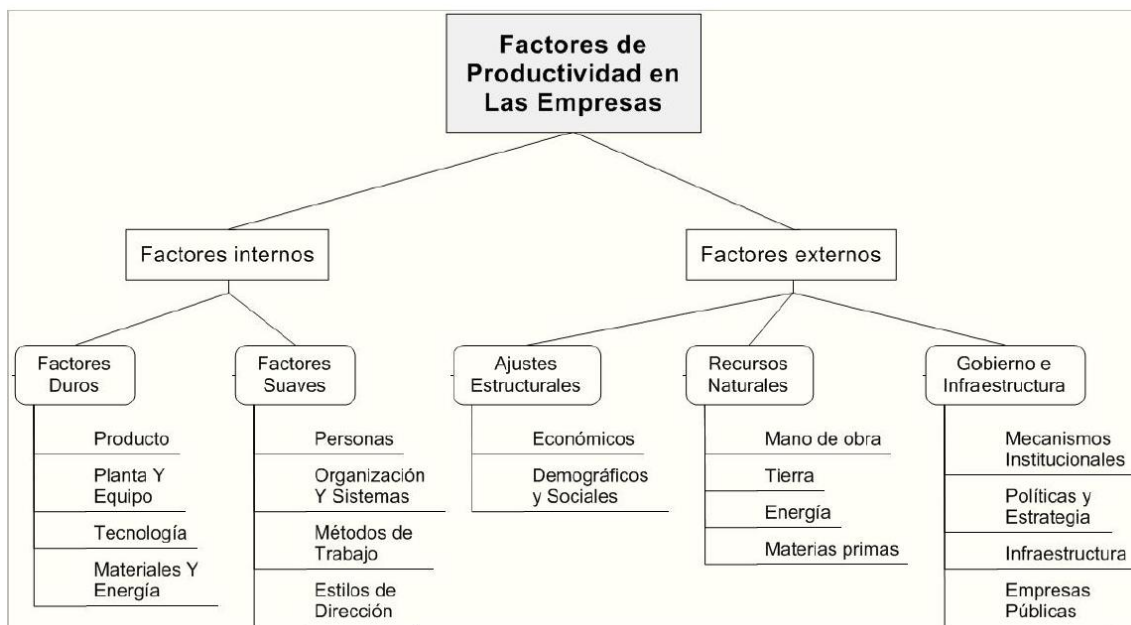 Factores de
Productividad en
Las Empresas
Factores internos
Factores externos
Factores
Duros
Factores
Suaves
Ajustes
Estructurales
Recursos
Naturales
Gobierno e
Infraestructura
Producto
Planta Y
Equipo
Tecnología
Materiales Y
Energía
Personas
Organización
Y Sistemas
Métodos de
Trabajo
Estilos de
Dirección
Económicos
Demográficos
y Sociales
Mano de obra
Tierra
Energía
Materias primas
Mecanismos
Institucionales
Políticas y
Estrategia
Infraestructura
Empresas
Públicas